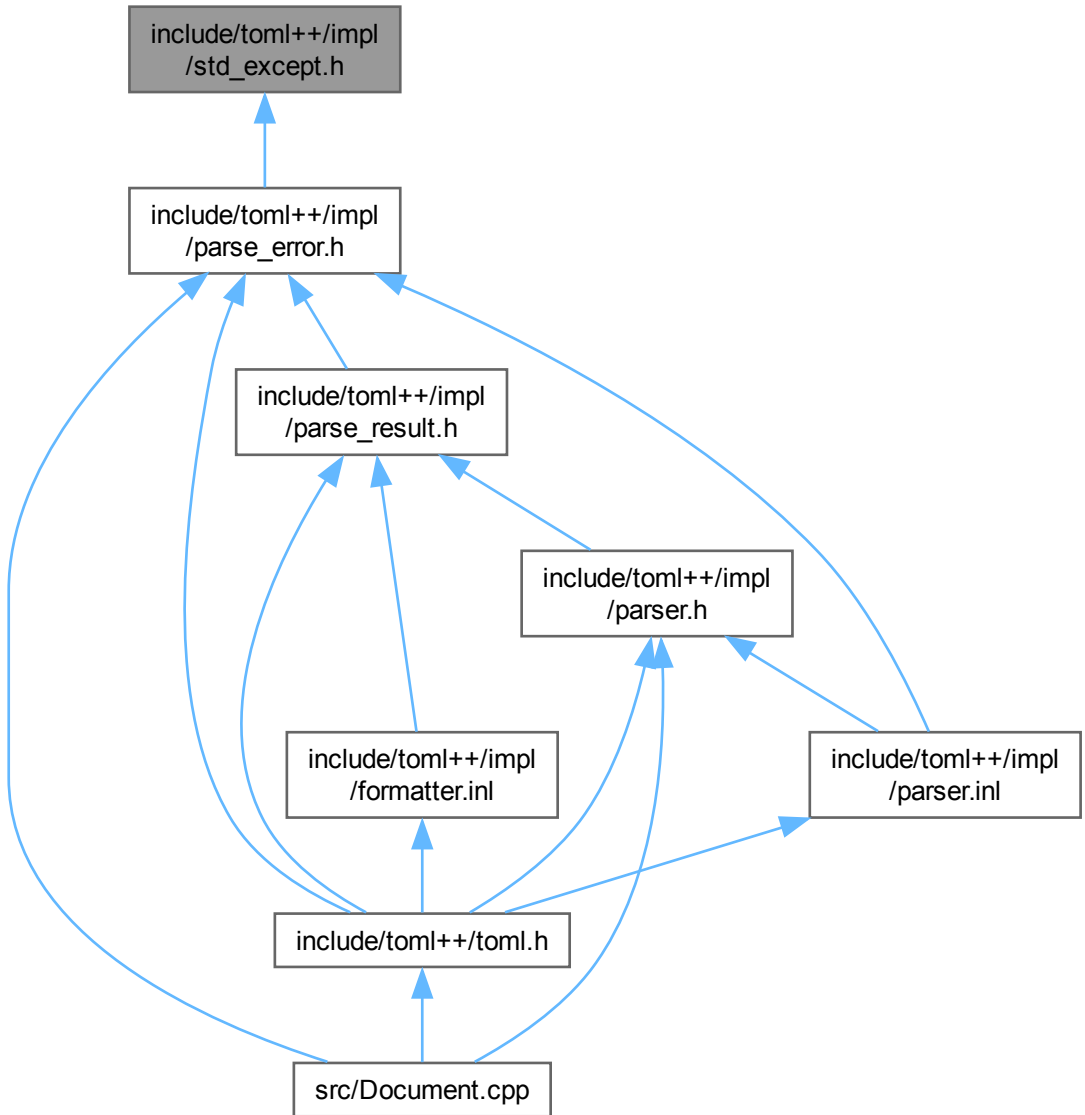 include/toml++/impl
/std_except.h
include/toml++/impl
/parse_error.h
include/toml++/impl
/parse_result.h
include/toml++/impl
/parser.h
include/toml++/impl
/formatter.inl
include/toml++/impl
/parser.inl
include/toml++/toml.h
src/Document.cpp